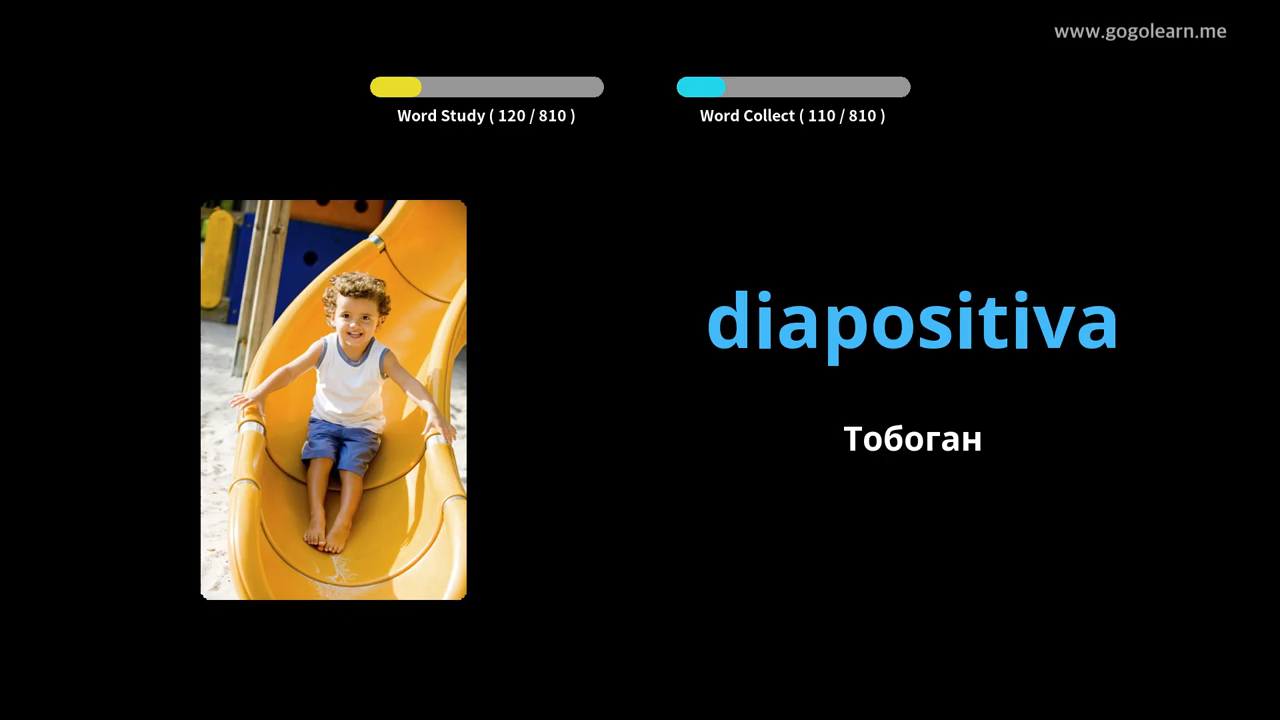 www.gogolearn.me
Word Study ( 120 / 810 )
Word Collect ( 110 / 810 )
diapositiva
Тобоган